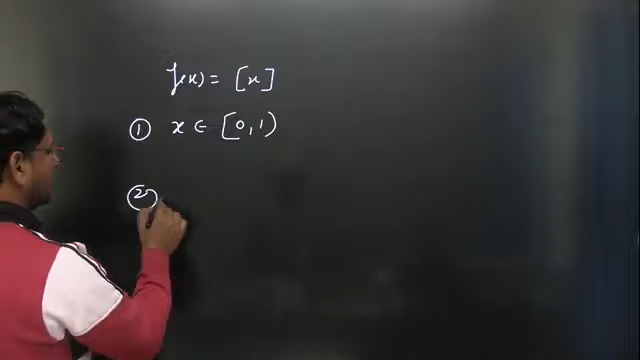 f(x) = [x]
① x ∈ [0, 1)
②